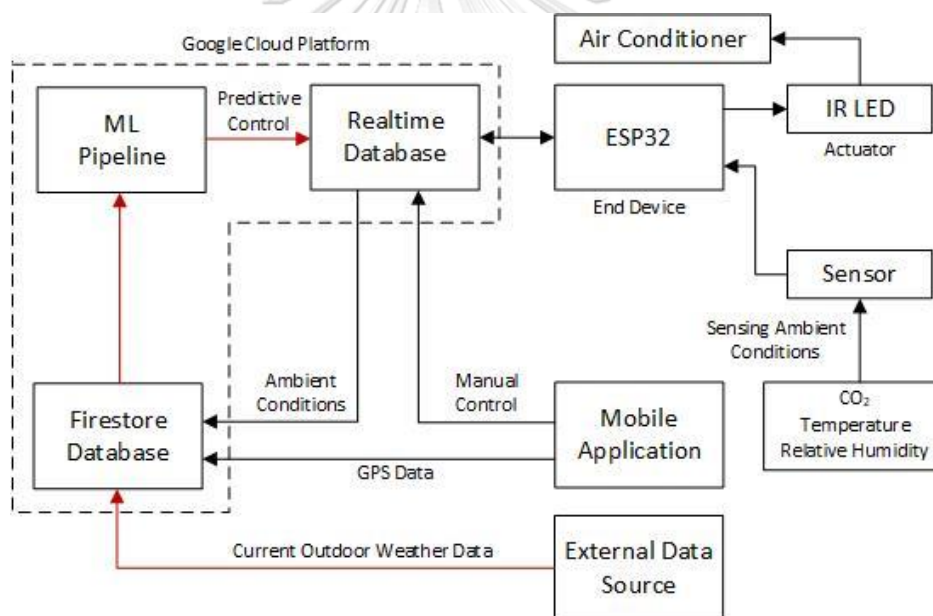 Google Cloud Platform
Air Conditioner
ML
Pipeline
Predictive
Control
Realtime
Database
ESP32
End Device
IR LED
Actuator
Sensor
Sensing Ambient
Conditions
CO₂
Temperature
Relative Humidity
Firestore
Database
Ambient
Conditions
Manual
Control
GPS Data
Mobile
Application
Current Outdoor Weather Data
External Data
Source